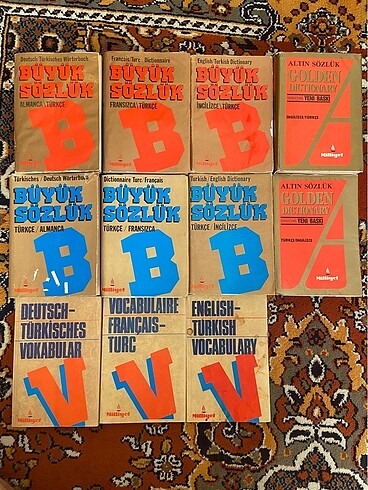 Deutsch/Türkisches Wörterbuch
BÜYÜK
SÖZLÜK
ALMANCA/TÜRKÇE
B
Milliyet
Français/Turc Dictionnaire
BÜYÜK
SÖZLÜK
FRANSIZCA/TÜRKÇE
B
Milliyet
English/Turkish Dictionary
BÜYÜK
SÖZLÜK
İNGİLİZCE/TÜRKÇE
B
Milliyet
ALTIN SÖZLÜK
GOLDEN
DICTIONARY
YENİ BASKI
İNGİLİZCE/TÜRKÇE
A
Milliyet
Türkisches/Deutsch Wörterbuch
BÜYÜK
SÖZLÜK
TÜRKÇE/ALMANCA
B
Milliyet
Dictionnaire Turc/Français
BÜYÜK
SÖZLÜK
TÜRKÇE/FRANSIZCA
B
Milliyet
Turkish/English Dictionary
BÜYÜK
SÖZLÜK
TÜRKÇE/İNGİLİZCE
B
Milliyet
ALTIN SÖZLÜK
GOLDEN
DICTIONARY
YENİ BASKI
TÜRKÇE/İNGİLİZCE
A
Milliyet
DEUTSCH-
TÜRKISCHES
VOKABULAR
V
Milliyet
VOCABULAIRE
FRANÇAIS-
TURC
V
Milliyet
ENGLISH-
TURKISH
VOCABULARY
V
Milliyet